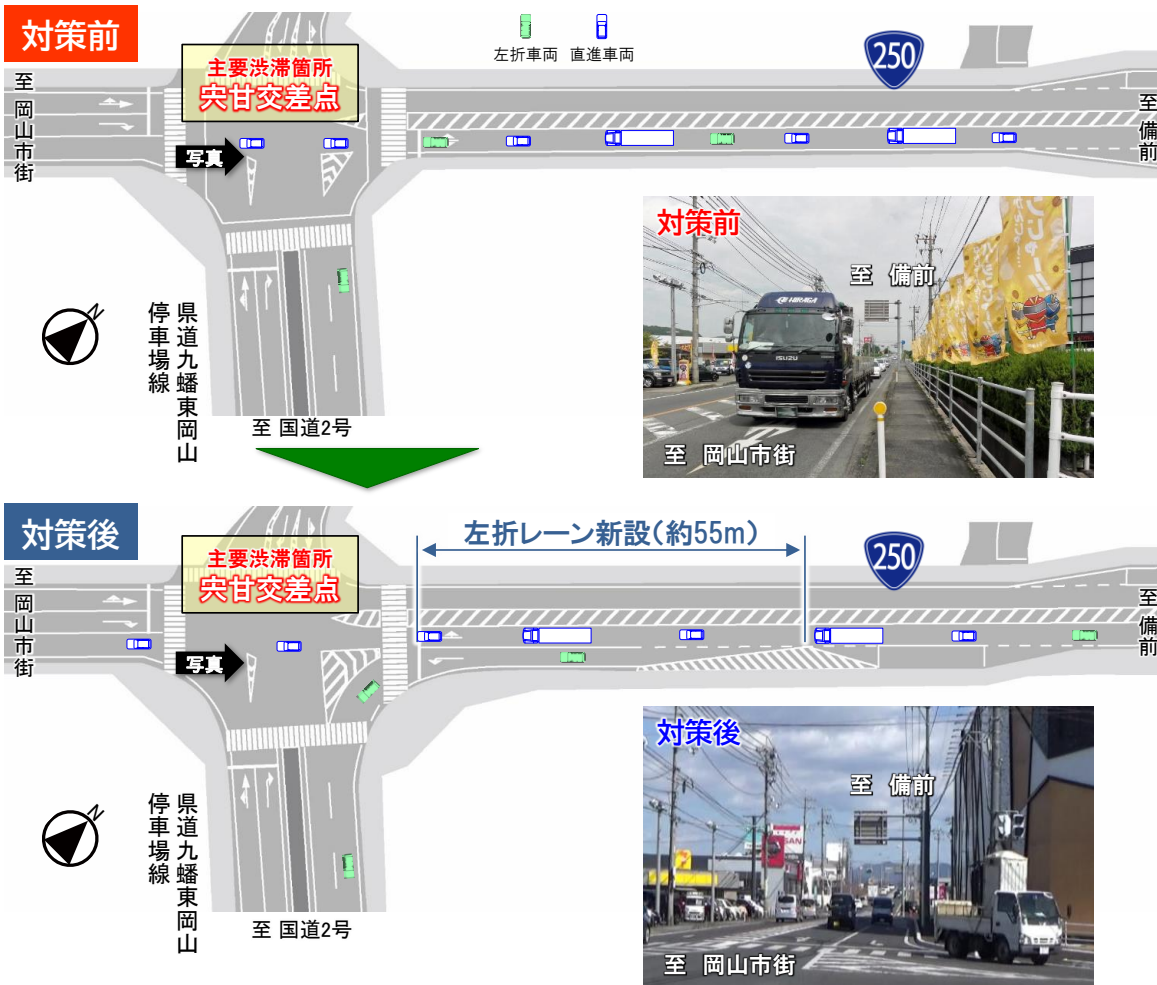 対策前
左折車両 直進車両
250
主要渋滞箇所
宍甘交差点
至 岡山市街
至 備前
写真
N
県道九蟠東岡山
停車場線
至 国道2号
対策前
至 備前
HIRAGA
ISUZU
至 岡山市街
対策後
左折レーン新設(約55m)
250
主要渋滞箇所
宍甘交差点
至 岡山市街
至 備前
写真
N
県道九蟠東岡山
停車場線
至 国道2号
対策後
至 備前
至 岡山市街